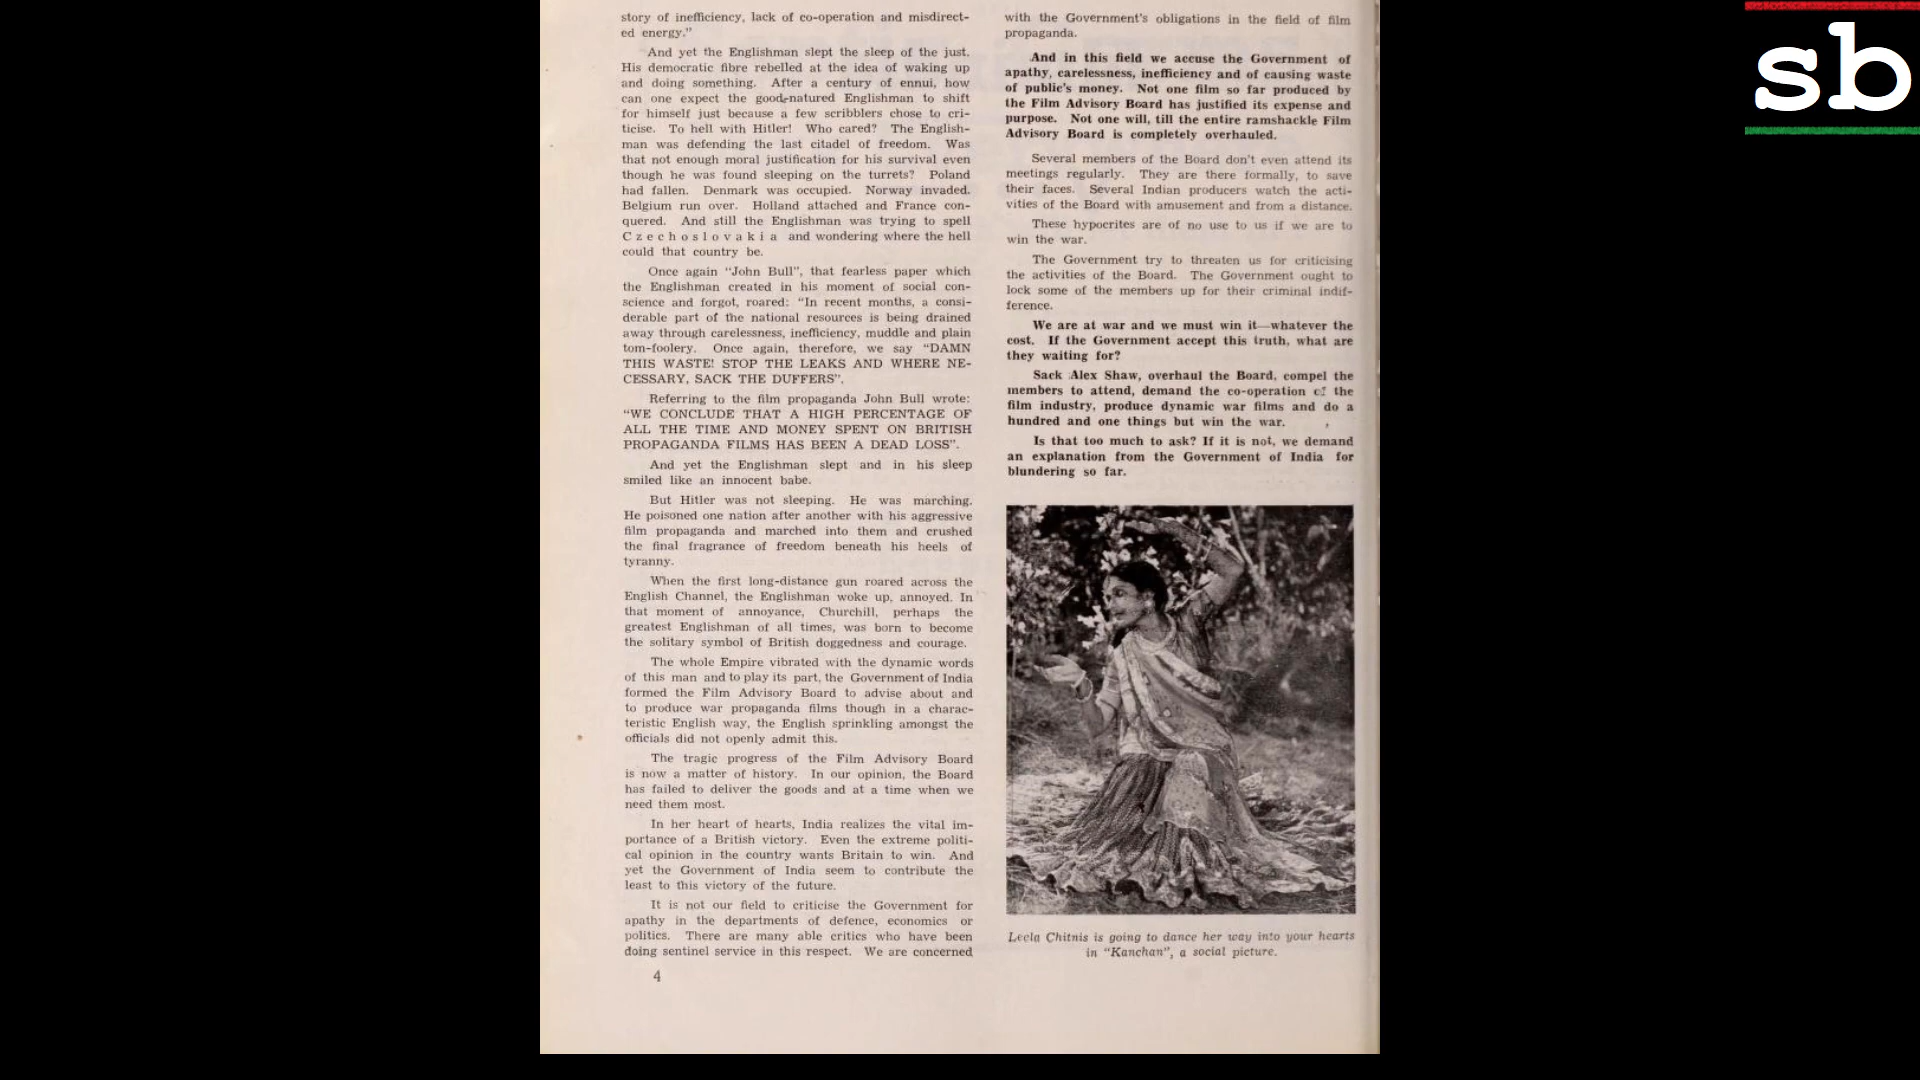 story of inefficiency, lack of co-operation and misdirect-
ed energy."
And yet the Englishman slept the sleep of the just.
His democratic fibre rebelled at the idea of waking up
and doing something. After a century of ennui, how
can one expect the good-natured Englishman to shift
for himself just because a few scribblers chose to cri-
ticise. To hell with Hitler! Who cared? The English-
man was defending the last citadel of freedom. Was
that not enough moral justification for his survival even
though he was found sleeping on the turrets? Poland
had fallen. Denmark was occupied. Norway invaded.
Belgium run over. Holland attached and France con-
quered. And still the Englishman was trying to spell
Czechoslovakia and wondering where the hell
could that country be.
Once again "John Bull", that fearless paper which
the Englishman created in his moment of social con-
science and forgot, roared: "In recent months, a consi-
derable part of the national resources is being drained
away through carelessness, inefficiency, muddle and plain
tom-foolery. Once again, therefore, we say "DAMN
THIS WASTE! STOP THE LEAKS AND WHERE NE-
CESSARY, SACK THE DUFFERS".
Referring to the film propaganda John Bull wrote:
"WE CONCLUDE THAT A HIGH PERCENTAGE OF
ALL THE TIME AND MONEY SPENT ON BRITISH
PROPAGANDA FILMS HAS BEEN A DEAD LOSS".
And yet the Englishman slept and in his sleep
smiled like an innocent babe.
But Hitler was not sleeping. He was marching.
He poisoned one nation after another with his aggressive
film propaganda and marched into them and crushed
the final fragrance of freedom beneath his heels of
tyranny.
When the first long-distance gun roared across the
English Channel, the Englishman woke up, annoyed. In
that moment of annoyance, Churchill, perhaps the
greatest Englishman of all times, was born to become
the solitary symbol of British doggedness and courage.
The whole Empire vibrated with the dynamic words
of this man and to play its part, the Government of India
formed the Film Advisory Board to advise about and
to produce war propaganda films though in a charac-
teristic English way, the English sprinkling amongst the
officials did not openly admit this.
The tragic progress of the Film Advisory Board
is now a matter of history. In our opinion, the Board
has failed to deliver the goods and at a time when we
need them most.
In her heart of hearts, India realizes the vital im-
portance of a British victory. Even the extreme politi-
cal opinion in the country wants Britain to win. And
yet the Government of India seem to contribute the
least to this victory of the future.
It is not our field to criticise the Government for
apathy in the departments of defence, economics or
politics. There are many able critics who have been
doing sentinel service in this respect. We are concerned
4
with the Government's obligations in the field of film
propaganda.
And in this field we accuse the Government of
apathy, carelessness, inefficiency and of causing waste
of public's money. Not one film so far produced by
the Film Advisory Board has justified its expense and
purpose. Not one will, till the entire ramshackle Film
Advisory Board is completely overhauled.
Several members of the Board don't even attend its
meetings regularly. They are there formally, to save
their faces. Several Indian producers watch the acti-
vities of the Board with amusement and from a distance.
These hypocrites are of no use to us if we are to
win the war.
The Government try to threaten us for criticising
the activities of the Board. The Government ought to
lock some of the members up for their criminal indif-
ference.
We are at war and we must win it—whatever the
cost. If the Government accept this truth, what are
they waiting for?
Sack Alex Shaw, overhaul the Board, compel the
members to attend, demand the co-operation of the
film industry, produce dynamic war films and do a
hundred and one things but win the war.
Is that too much to ask? If it is not, we demand
an explanation from the Government of India for
blundering so far.
Leela Chitnis is going to dance her way into your hearts
in "Kanchan", a social picture.
sb